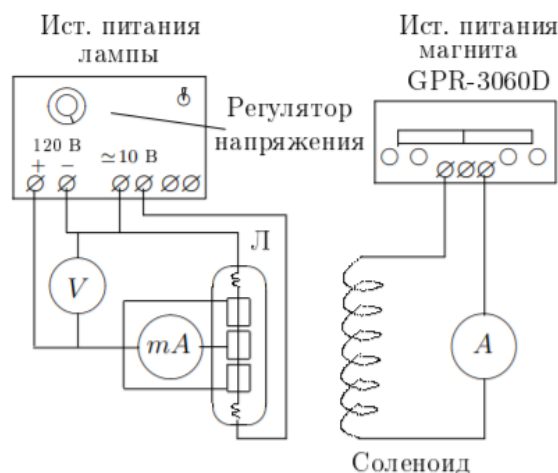 Ист. питания
лампы
Ист. питания
магнита
GPR-3060D
Регулятор
напряжения
120 В
+ −
≃10 В
Л
V
mA
A
Соленоид